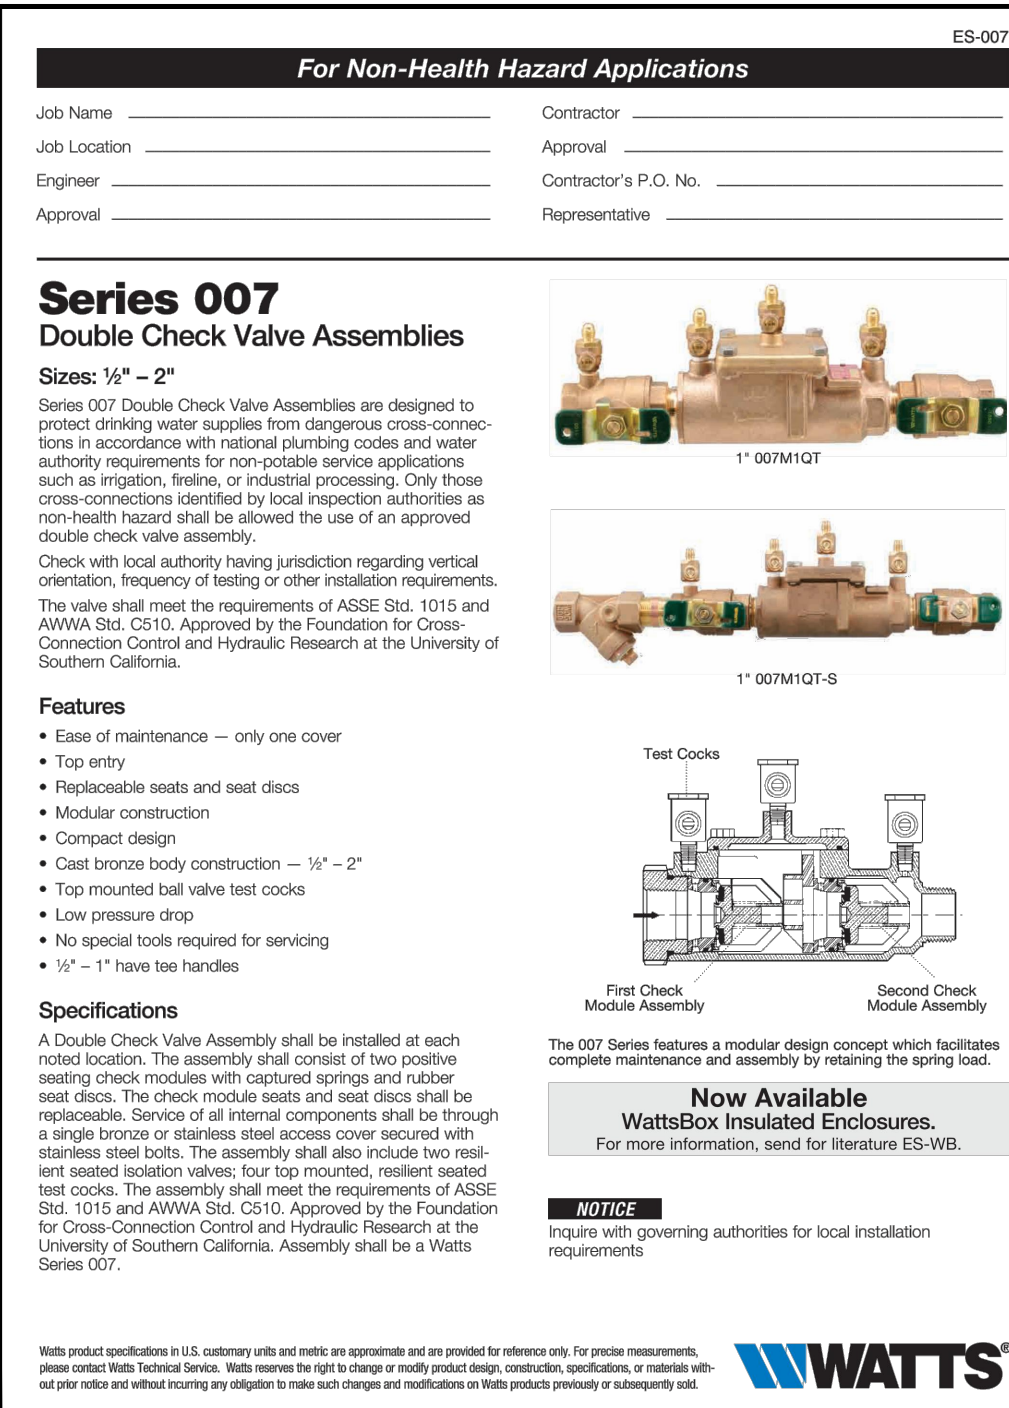 ES-007
For Non-Health Hazard Applications
Job Name
Contractor
Job Location
Approval
Engineer
Contractor's P.O. No.
Approval
Representative
Series 007
Double Check Valve Assemblies
Sizes: ½" – 2"
Series 007 Double Check Valve Assemblies are designed to
protect drinking water supplies from dangerous cross-connec-
tions in accordance with national plumbing codes and water
authority requirements for non-potable service applications
such as irrigation, fireline, or industrial processing. Only those
cross-connections identified by local inspection authorities as
non-health hazard shall be allowed the use of an approved
double check valve assembly.
Check with local authority having jurisdiction regarding vertical
orientation, frequency of testing or other installation requirements.
The valve shall meet the requirements of ASSE Std. 1015 and
AWWA Std. C510. Approved by the Foundation for Cross-
Connection Control and Hydraulic Research at the University of
Southern California.
Features
• Ease of maintenance — only one cover
• Top entry
• Replaceable seats and seat discs
• Modular construction
• Compact design
• Cast bronze body construction — ½" – 2"
• Top mounted ball valve test cocks
• Low pressure drop
• No special tools required for servicing
• ½" – 1" have tee handles
Specifications
A Double Check Valve Assembly shall be installed at each
noted location. The assembly shall consist of two positive
seating check modules with captured springs and rubber
seat discs. The check module seats and seat discs shall be
replaceable. Service of all internal components shall be through
a single bronze or stainless steel access cover secured with
stainless steel bolts. The assembly shall also include two resil-
ient seated isolation valves; four top mounted, resilient seated
test cocks. The assembly shall meet the requirements of ASSE
Std. 1015 and AWWA Std. C510. Approved by the Foundation
for Cross-Connection Control and Hydraulic Research at the
University of Southern California. Assembly shall be a Watts
Series 007.
1" 007M1QT
1" 007M1QT-S
Test Cocks
First Check
Module Assembly
Second Check
Module Assembly
The 007 Series features a modular design concept which facilitates
complete maintenance and assembly by retaining the spring load.
Now Available
WattsBox Insulated Enclosures.
For more information, send for literature ES-WB.
NOTICE
Inquire with governing authorities for local installation
requirements
Watts product specifications in U.S. customary units and metric are approximate and are provided for reference only. For precise measurements,
please contact Watts Technical Service. Watts reserves the right to change or modify product design, construction, specifications, or materials with-
out prior notice and without incurring any obligation to make such changes and modifications on Watts products previously or subsequently sold.
WATTS®